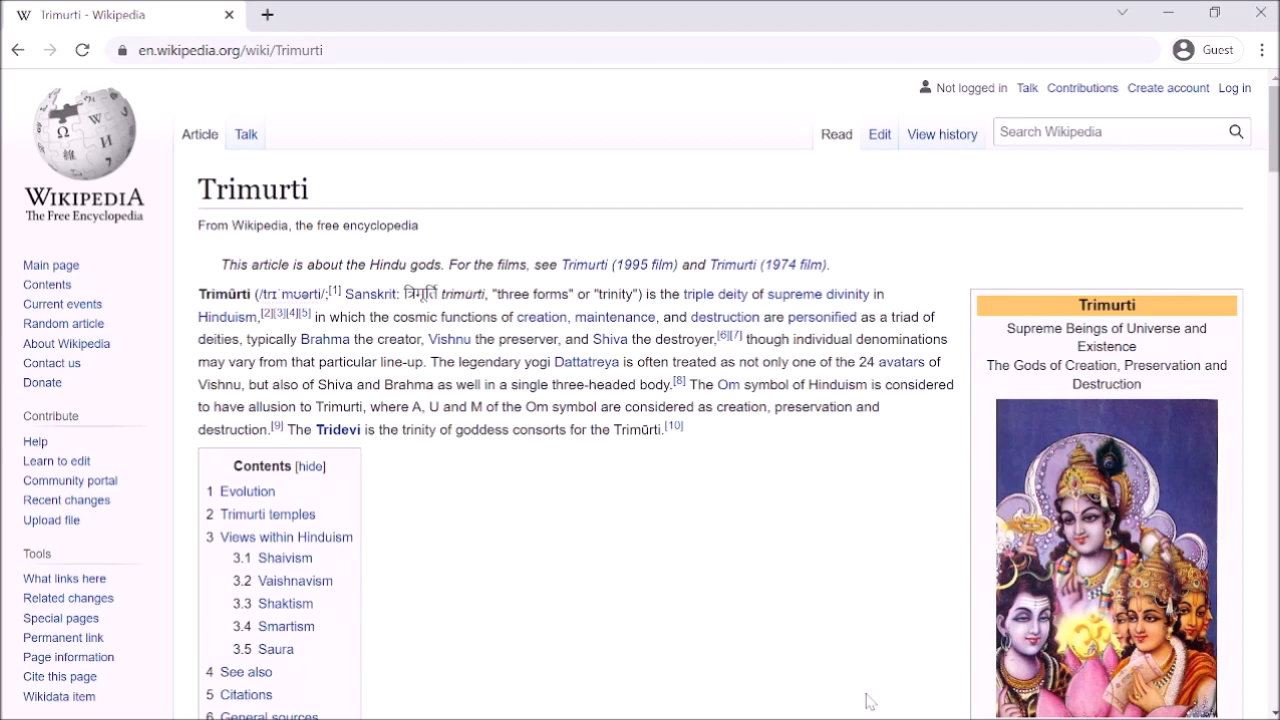 Trimurti - Wikipedia
en.wikipedia.org/wiki/Trimurti
Guest
Not logged in Talk Contributions Create account Log in
WIKIPEDIA
The Free Encyclopedia
Article Talk
Read Edit View history
Search Wikipedia
Trimurti
From Wikipedia, the free encyclopedia
This article is about the Hindu gods. For the films, see Trimurti (1995 film) and Trimurti (1974 film).
Trimūrti (/trɪˈmʊərti/;[1] Sanskrit: त्रिमूर्ति trimūrti, "three forms" or "trinity") is the triple deity of supreme divinity in
Hinduism,[2][3][4][5] in which the cosmic functions of creation, maintenance, and destruction are personified as a triad of
deities, typically Brahma the creator, Vishnu the preserver, and Shiva the destroyer,[6][7] though individual denominations
may vary from that particular line-up. The legendary yogi Dattatreya is often treated as not only one of the 24 avatars of
Vishnu, but also of Shiva and Brahma as well in a single three-headed body.[8] The Om symbol of Hinduism is considered
to have allusion to Trimurti, where A, U and M of the Om symbol are considered as creation, preservation and
destruction.[9] The Tridevi is the trinity of goddess consorts for the Trimūrti.[10]
Contents [hide]
1 Evolution
2 Trimurti temples
3 Views within Hinduism
3.1 Shaivism
3.2 Vaishnavism
3.3 Shaktism
3.4 Smartism
3.5 Saura
4 See also
5 Citations
6 General sources
Trimurti
Supreme Beings of Universe and
Existence
The Gods of Creation, Preservation and
Destruction
ॐ
Main page
Contents
Current events
Random article
About Wikipedia
Contact us
Donate
Contribute
Help
Learn to edit
Community portal
Recent changes
Upload file
Tools
What links here
Related changes
Special pages
Permanent link
Page information
Cite this page
Wikidata item